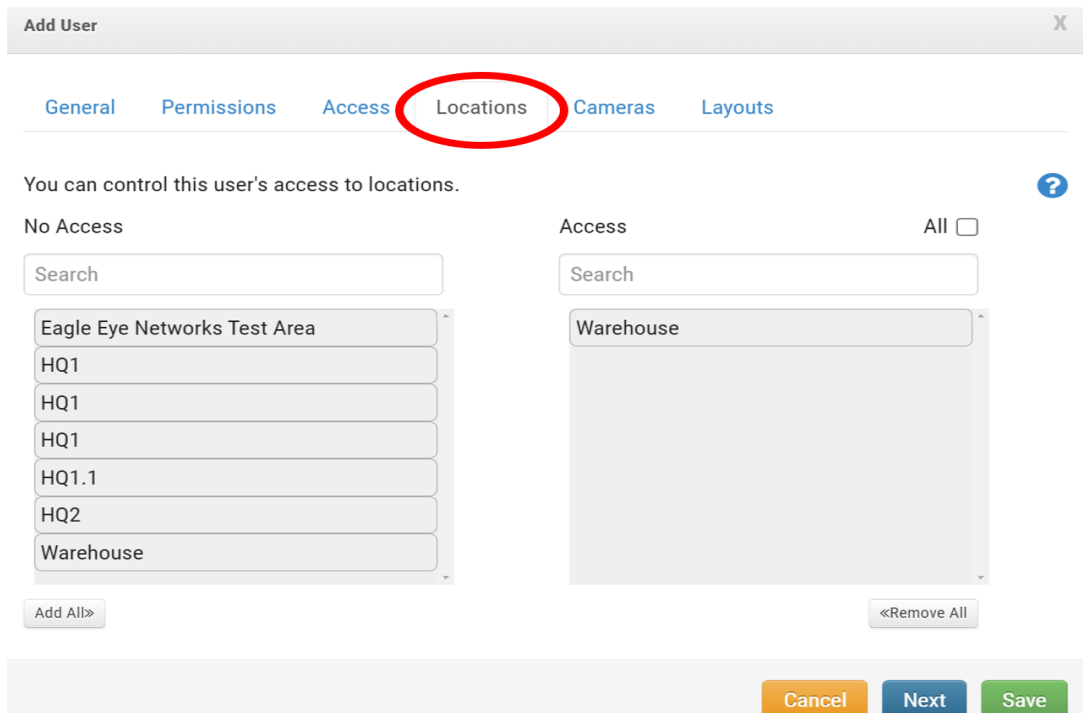 Add User X
General Permissions Access Locations Cameras Layouts
You can control this user's access to locations. ?
No Access
Access All
Search
Search
Eagle Eye Networks Test Area
HQ1
HQ1
HQ1
HQ1.1
HQ2
Warehouse
Warehouse
Add All»
«Remove All
Cancel Next Save